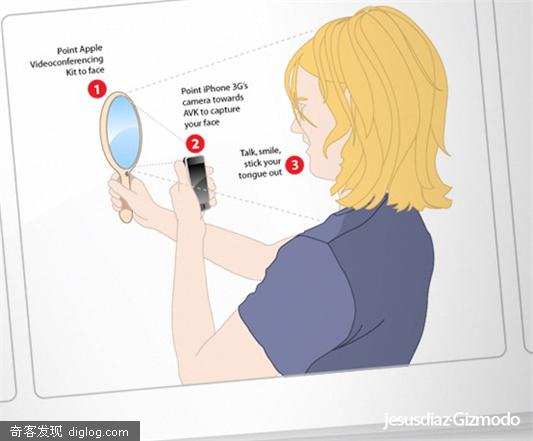 Point Apple
Videoconferencing
Kit to face
1
Point iPhone 3G's
camera towards
AVK to capture
your face
2
Talk, smile,
stick your
tongue out
3
jesusdiaz-Gizmodo
奇客发现 diglog.com